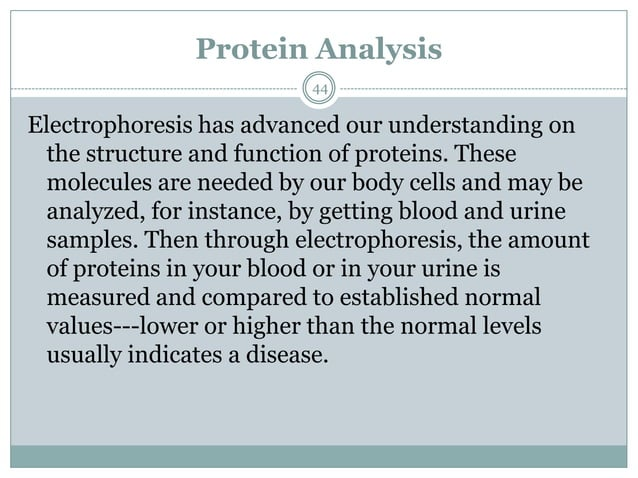 Protein Analysis
44
Electrophoresis has advanced our understanding on
the structure and function of proteins. These
molecules are needed by our body cells and may be
analyzed, for instance, by getting blood and urine
samples. Then through electrophoresis, the amount
of proteins in your blood or in your urine is
measured and compared to established normal
values---lower or higher than the normal levels
usually indicates a disease.